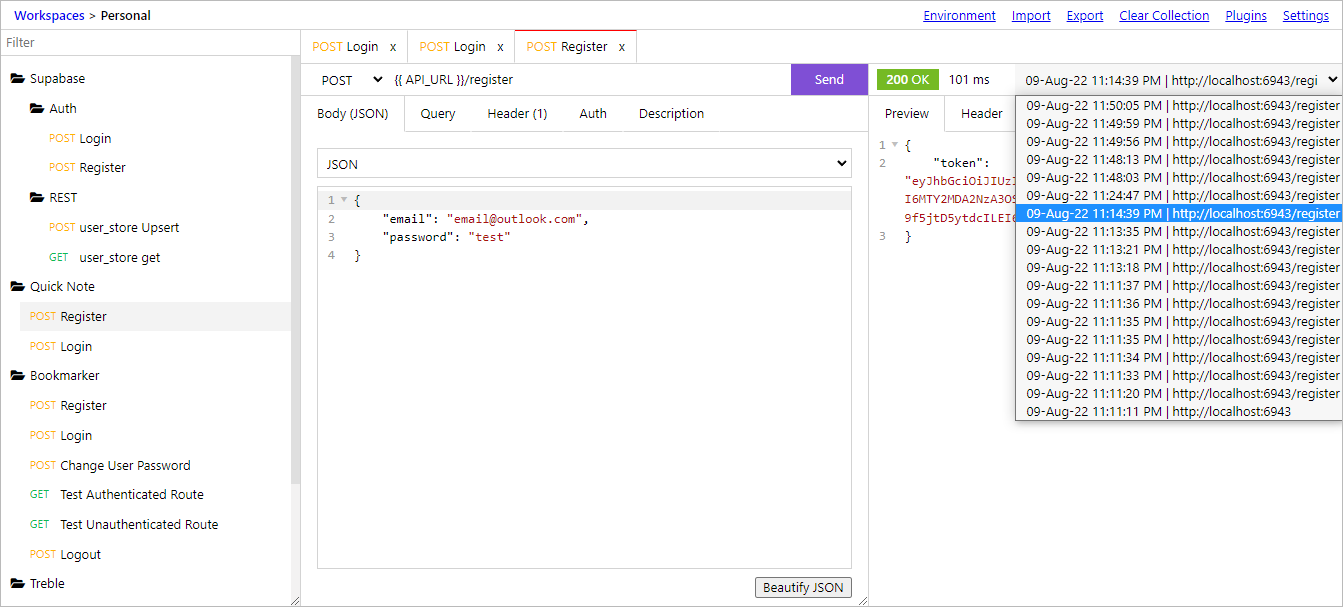 Workspaces > Personal
Environment Import Export Clear Collection Plugins Settings
Filter
Supabase
Auth
POST Login
POST Register
REST
POST user_store Upsert
GET user_store get
Quick Note
POST Register
POST Login
Bookmarker
POST Register
POST Login
POST Change User Password
GET Test Authenticated Route
GET Test Unauthenticated Route
POST Logout
Treble
POST Login x POST Login x POST Register x
POST {{ API_URL }}/register Send
Body (JSON) Query Header (1) Auth Description
JSON
1 {
2 "email": "email@outlook.com",
3 "password": "test"
4 }
Beautify JSON
200 OK 101 ms 09-Aug-22 11:14:39 PM | http://localhost:6943/regi
Preview Header
1 {
2 "token":
"eyJhbGciOiJIUzI
I6MTY2MDA2NzA3OS
9f5jtD5ytdcILEI6
3 }
09-Aug-22 11:50:05 PM | http://localhost:6943/register
09-Aug-22 11:49:59 PM | http://localhost:6943/register
09-Aug-22 11:49:56 PM | http://localhost:6943/register
09-Aug-22 11:48:13 PM | http://localhost:6943/register
09-Aug-22 11:48:03 PM | http://localhost:6943/register
09-Aug-22 11:24:47 PM | http://localhost:6943/register
09-Aug-22 11:14:39 PM | http://localhost:6943/register
09-Aug-22 11:13:35 PM | http://localhost:6943/register
09-Aug-22 11:13:21 PM | http://localhost:6943/register
09-Aug-22 11:13:18 PM | http://localhost:6943/register
09-Aug-22 11:11:37 PM | http://localhost:6943/register
09-Aug-22 11:11:36 PM | http://localhost:6943/register
09-Aug-22 11:11:35 PM | http://localhost:6943/register
09-Aug-22 11:11:35 PM | http://localhost:6943/register
09-Aug-22 11:11:34 PM | http://localhost:6943/register
09-Aug-22 11:11:33 PM | http://localhost:6943/register
09-Aug-22 11:11:20 PM | http://localhost:6943/register
09-Aug-22 11:11:11 PM | http://localhost:6943